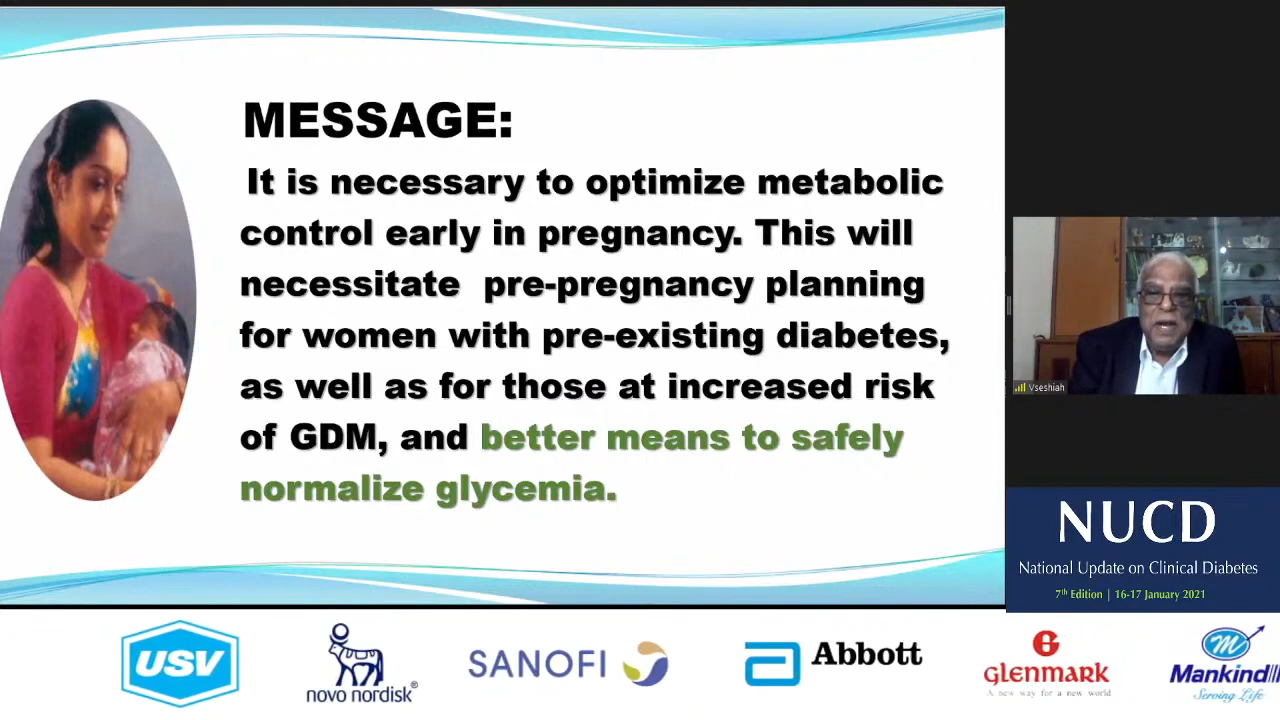 MESSAGE:
It is necessary to optimize metabolic
control early in pregnancy. This will
necessitate pre-pregnancy planning
for women with pre-existing diabetes,
as well as for those at increased risk
of GDM, and better means to safely
normalize glycemia.
Vseshiah
NUCD
National Update on Clinical Diabetes
7th Edition | 16-17 January 2021
USV
novo nordisk®
SANOFI
Abbott
G
glenmark
A new way for a new world
Mankind
Serving Life